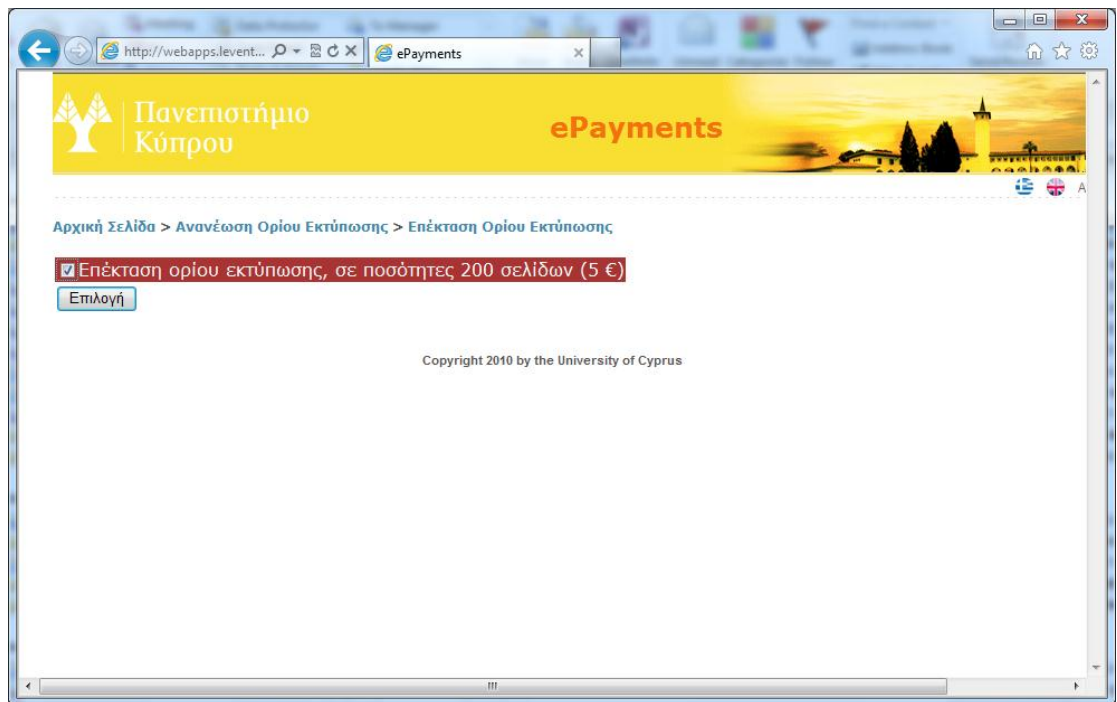 http://webapps.levent...
ePayments
Πανεπιστήμιο
Κύπρου
ePayments
A
Αρχική Σελίδα > Ανανέωση Ορίου Εκτύπωσης > Επέκταση Ορίου Εκτύπωσης
Επέκταση ορίου εκτύπωσης, σε ποσότητες 200 σελίδων (5 €)
Επιλογή
Copyright 2010 by the University of Cyprus